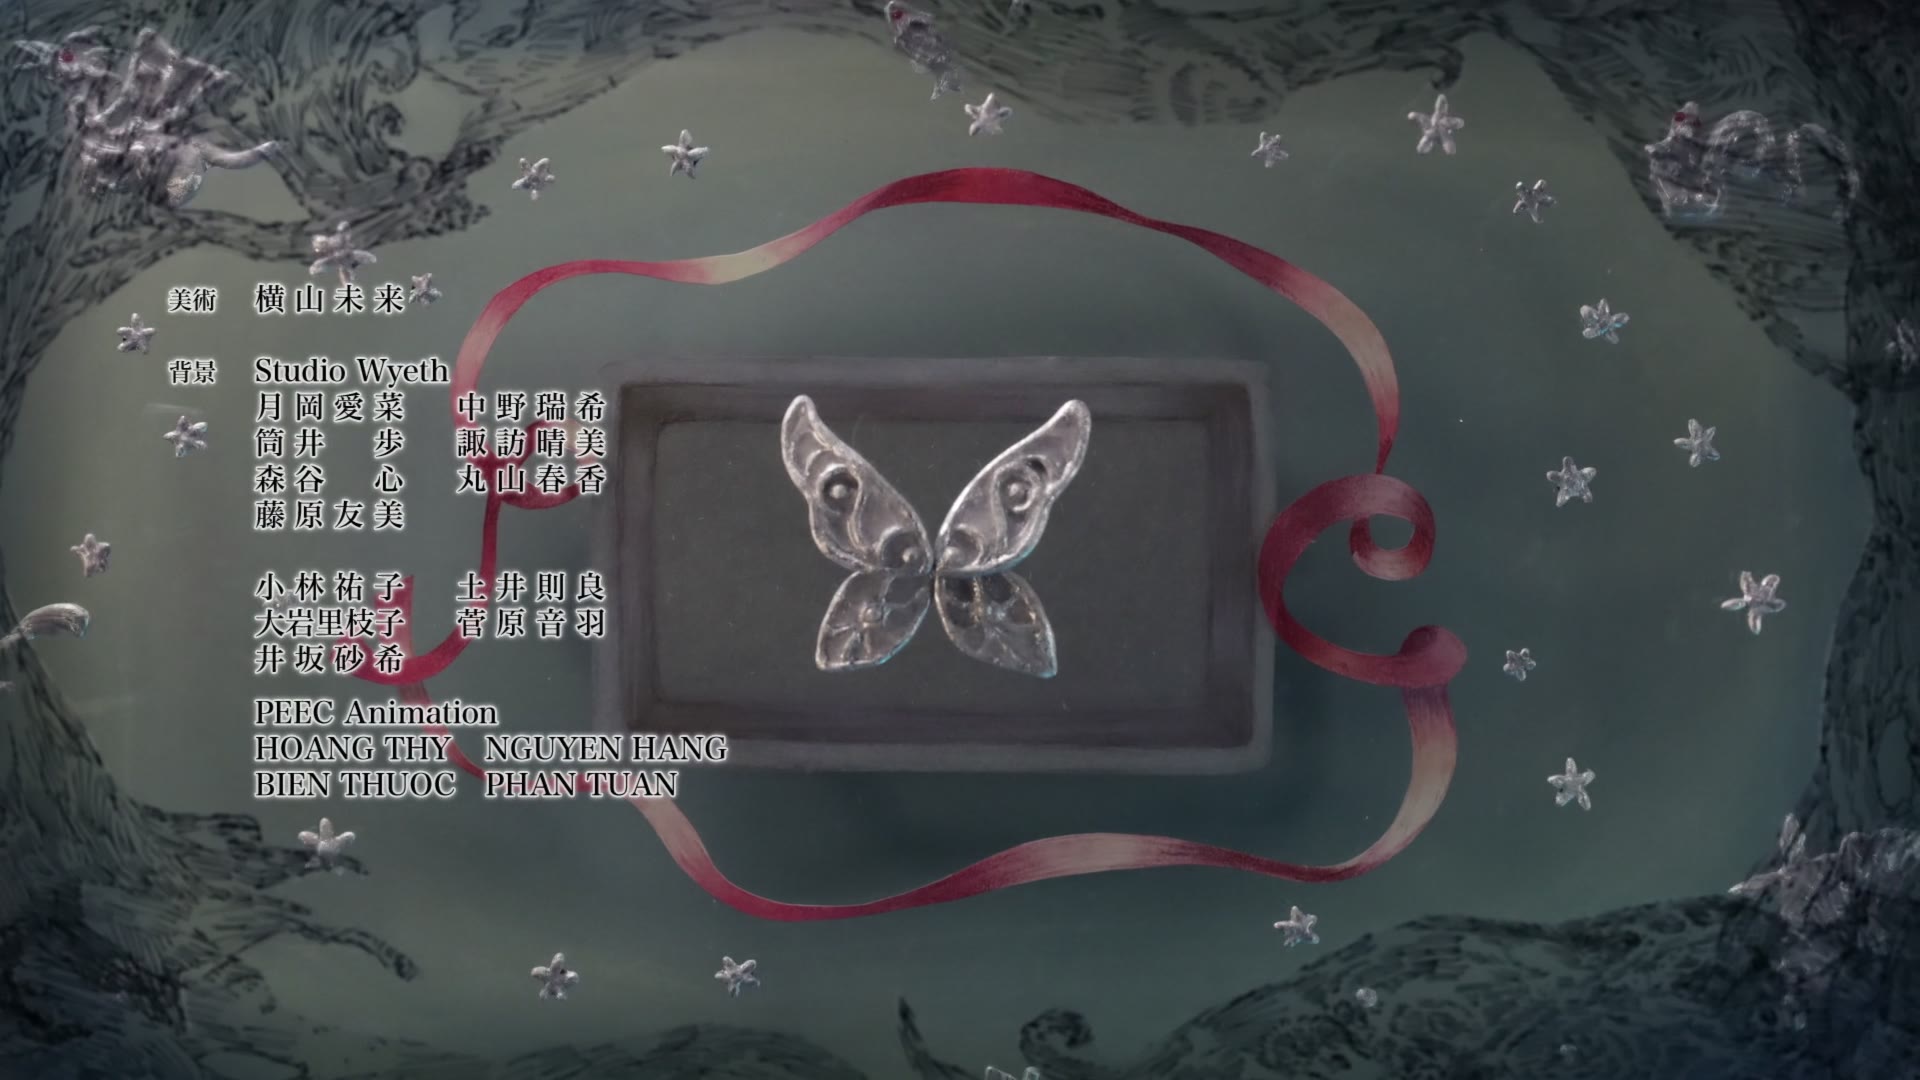 美術 横山未来
背景 Studio Wyeth
月岡愛菜 中野瑞希
筒井 歩 諏訪晴美
森谷 心 丸山春香
藤原友美
小林祐子 土井則良
大岩里枝子 菅原音羽
井坂砂希
PEEC Animation
HOANG THY NGUYEN HANG
BIEN THUOC PHAN TUAN